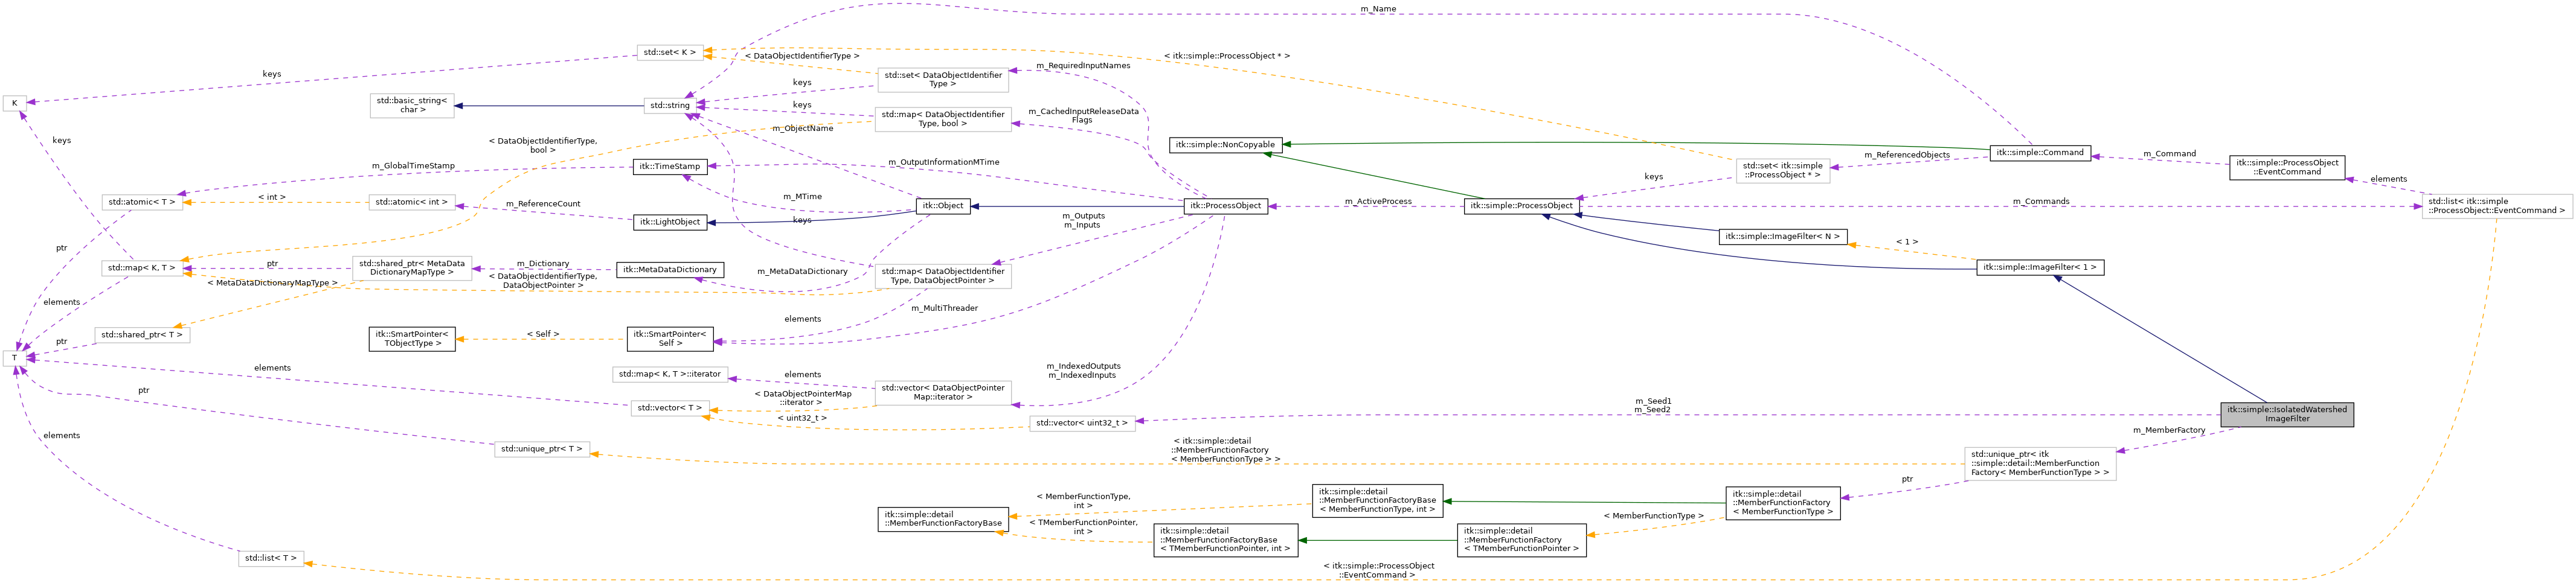 m_Name
std::set< K >
< DataObjectIdentifierType >
< itk::simple::ProcessObject * >
m_RequiredInputNames
keys
std::set< DataObjectIdentifier
Type >
keys
K
std::basic_string<
char >
std::string
keys
std::map< DataObjectIdentifier
Type, bool >
m_CachedInputReleaseData
Flags
m_ObjectName
keys
< DataObjectIdentifierType,
bool >
itk::simple::NonCopyable
itk::simple::Command
m_Command
itk::simple::ProcessObject
::EventCommand
m_ReferencedObjects
std::set< itk::simple
::ProcessObject * >
m_GlobalTimeStamp
itk::TimeStamp
m_OutputInformationMTime
keys
elements
std::atomic< T >
< int >
std::atomic< int >
m_ReferenceCount
m_MTime
itk::Object
itk::ProcessObject
m_ActiveProcess
itk::simple::ProcessObject
m_Commands
std::list< itk::simple
::ProcessObject::EventCommand >
itk::LightObject
keys
m_Outputs
m_Inputs
itk::simple::ImageFilter< N >
< 1 >
ptr
std::map< K, T >
ptr
std::shared_ptr< MetaData
DictionaryMapType >
m_Dictionary
itk::MetaDataDictionary
m_MetaDataDictionary
std::map< DataObjectIdentifier
Type, DataObjectPointer >
itk::simple::ImageFilter< 1 >
< MetaDataDictionaryMapType >
< DataObjectIdentifierType,
DataObjectPointer >
elements
m_MultiThreader
std::shared_ptr< T >
itk::SmartPointer<
TObjectType >
< Self >
itk::SmartPointer<
Self >
elements
ptr
T
elements
std::map< K, T >::iterator
elements
std::vector< DataObjectPointer
Map::iterator >
m_IndexedOutputs
m_IndexedInputs
ptr
std::vector< T >
< DataObjectPointerMap
::iterator >
< uint32_t >
std::vector< uint32_t >
m_Seed1
m_Seed2
itk::simple::IsolatedWatershed
ImageFilter
elements
std::unique_ptr< T >
< itk::simple::detail
::MemberFunctionFactory
< MemberFunctionType > >
m_MemberFactory
std::unique_ptr< itk
::simple::detail::MemberFunction
Factory< MemberFunctionType > >
ptr
itk::simple::detail
::MemberFunctionFactoryBase
< MemberFunctionType,
int >
itk::simple::detail
::MemberFunctionFactoryBase
< MemberFunctionType, int >
itk::simple::detail
::MemberFunctionFactory
< MemberFunctionType >
< TMemberFunctionPointer,
int >
itk::simple::detail
::MemberFunctionFactoryBase
< TMemberFunctionPointer, int >
itk::simple::detail
::MemberFunctionFactory
< TMemberFunctionPointer >
< MemberFunctionType >
std::list< T >
< itk::simple::ProcessObject
::EventCommand >